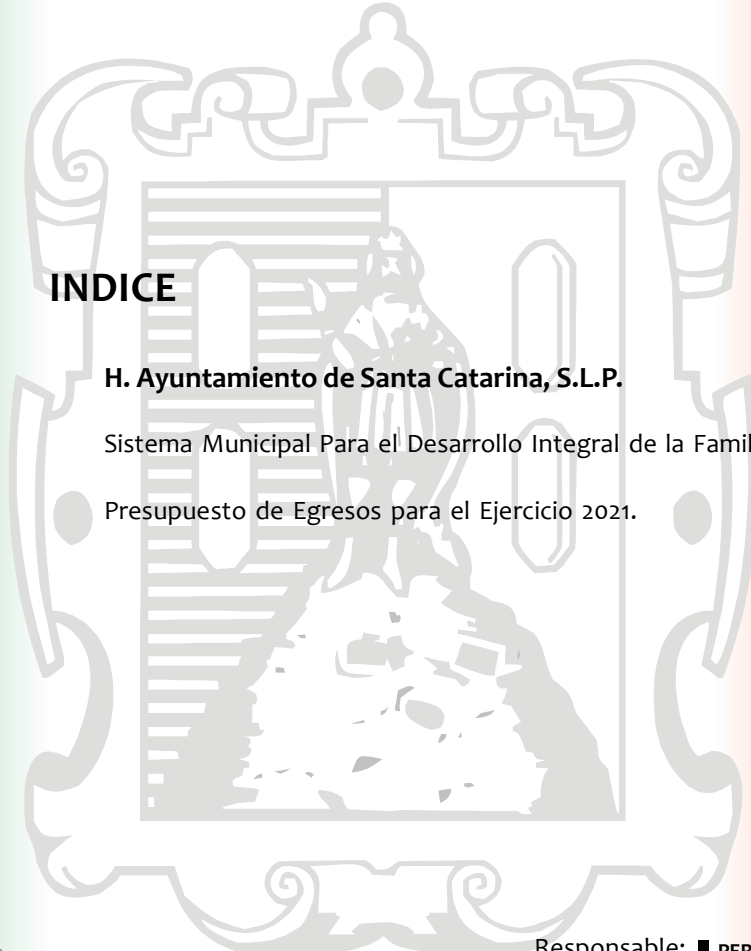 INDICE
H. Ayuntamiento de Santa Catarina, S.L.P.
Sistema Municipal Para el Desarrollo Integral de la
Presupuesto de Egresos para el Ejercicio 2021.
Responsable: